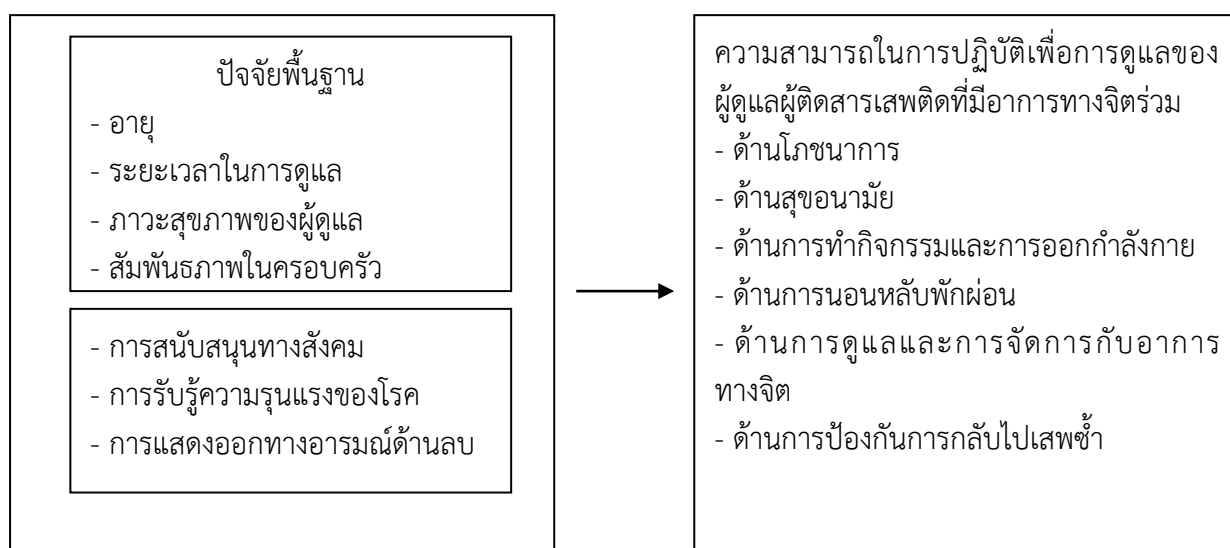 ปัจจัยพื้นฐาน
- อายุ
- ระยะเวลาในการดูแล
- ภาวะสุขภาพของผู้ดูแล
- สัมพันธภาพในครอบครัว
- การสนับสนุนทางสังคม
- การรับรู้ความรุนแรงของโรค
- การแสดงออกทางอารมณ์ด้านลบ
ความสามารถในการปฏิบัติเพื่อการดูแลของ
ผู้ดูแลผู้ติดสารเสพติดที่มีอาการทางจิตร่วม
- ด้านโภชนาการ
- ด้านสุขอนามัย
- ด้านการทำกิจกรรมและการออกกำลังกาย
- ด้านการนอนหลับพักผ่อน
- ด้านการดูแลและการจัดการกับอาการ
ทางจิต
- ด้านการป้องกันการกลับไปเสพซ้ำ